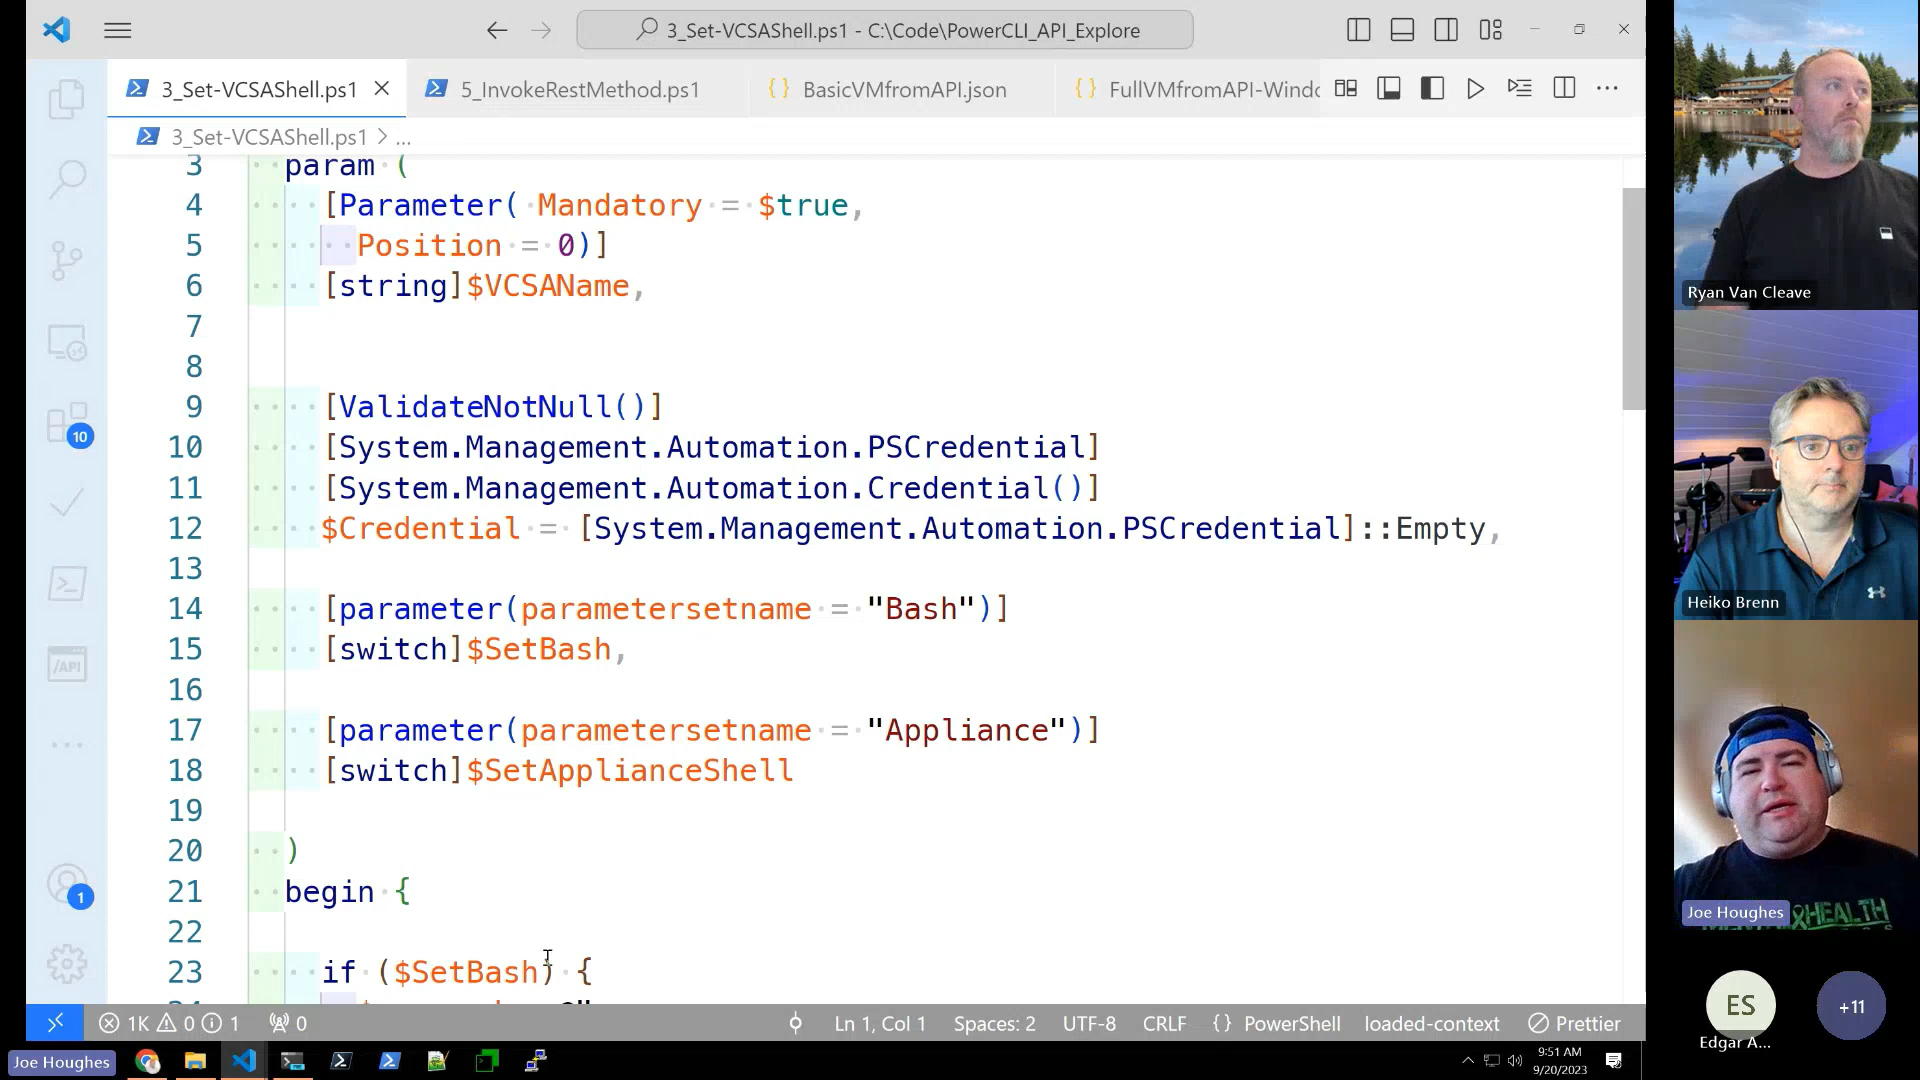 3_Set-VCSAShell.ps1 - C:\Code\PowerCLI_API_Explore
3_Set-VCSAShell.ps1
5_InvokeRestMethod.ps1
{} BasicVMfromAPI.json
{} FullVMfromAPI-Windo
3_Set-VCSAShell.ps1 > ...
3 param (
4 [Parameter( Mandatory = $true,
5 Position = 0)]
6 [string]$VCSAName,
7
8
9 [ValidateNotNull()]
10 [System.Management.Automation.PSCredential]
11 [System.Management.Automation.Credential()]
12 $Credential = [System.Management.Automation.PSCredential]::Empty,
13
14 [parameter(parametersetname = "Bash")]
15 [switch]$SetBash,
16
17 [parameter(parametersetname = "Appliance")]
18 [switch]$SetApplianceShell
19
20 )
21 begin {
22
23 if ($SetBash) {
10
/API
1
1K 0 1 0
Ln 1, Col 1
Spaces: 2
UTF-8
CRLF
{} PowerShell
loaded-context
Prettier
Joe Houghes
9:51 AM
9/20/2023
Ryan Van Cleave
Heiko Brenn
Joe Houghes
HEALTH
ES
+11
Edgar A...